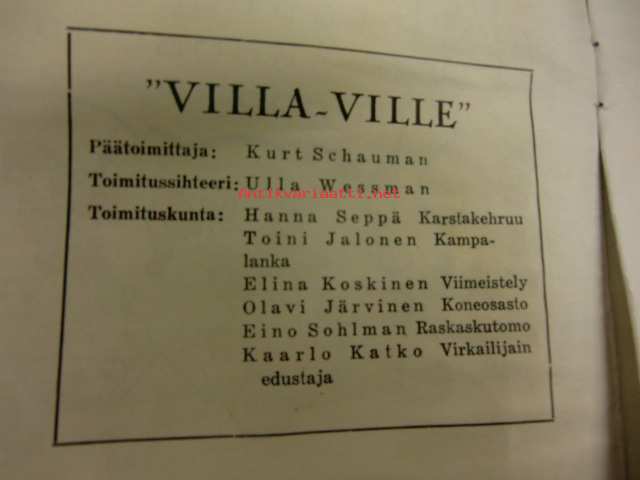 "VILLA-VILLE"
Päätoimittaja: Kurt Schauman
Toimitussihteeri: Ulla Wessman
Antikvariaatti.net
Toimituskunta: Hanna Seppä Karstakehruu
Toini Jalonen Kampa-
lanka
Elina Koskinen Viimeistely
Olavi Järvinen Koneosasto
Eino Sohlman Raskaskutomo
Kaarlo Katko Virkailijain
edustaja